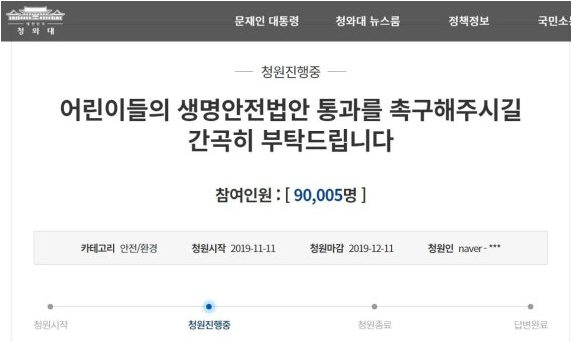 청와대
문재인 대통령 청와대 뉴스룸 정책정보 국민소
청원진행중
어린이들의 생명안전법안 통과를 촉구해주시길
간곡히 부탁드립니다
참여인원 : [ 90,005명 ]
카테고리 안전/환경 청원시작 2019-11-11 청원마감 2019-12-11 청원인 naver - ***
청원시작 청원진행중 청원종료 답변완료